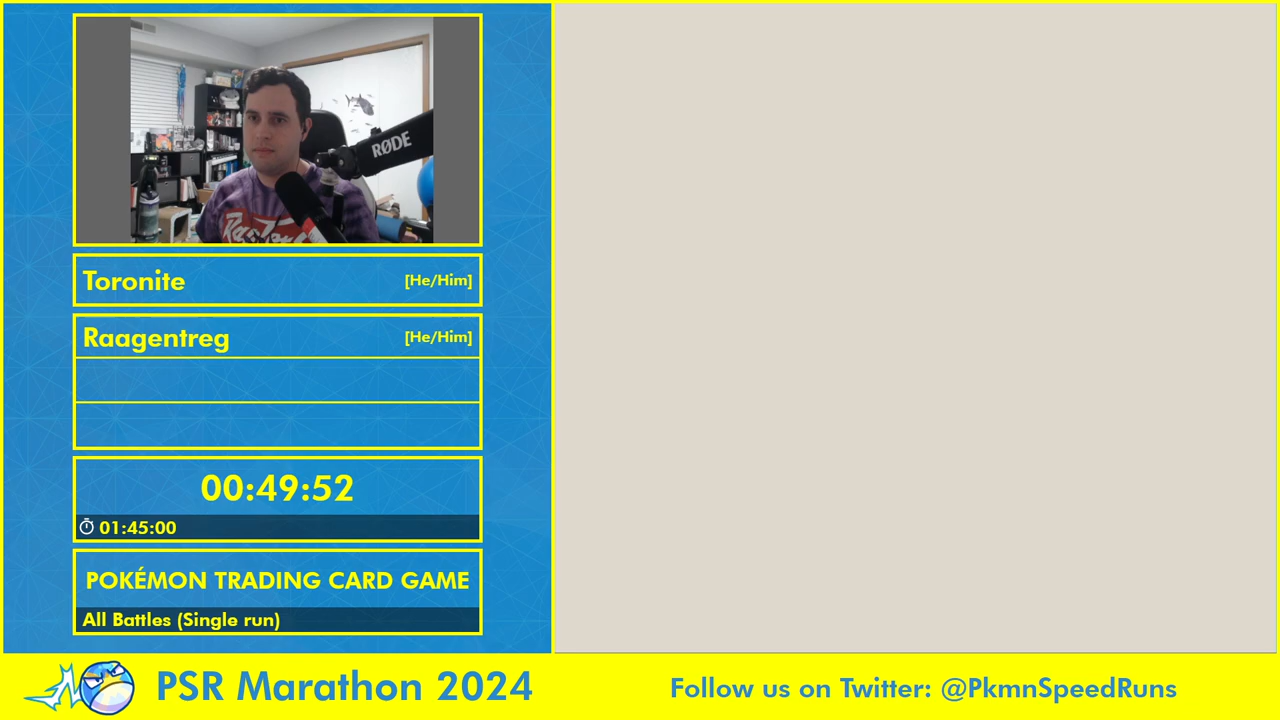 RØDE
Toronite [He/Him]
Raagentreg [He/Him]
00:49:52
01:45:00
POKÉMON TRADING CARD GAME
All Battles (Single run)
PSR Marathon 2024
Follow us on Twitter: @PkmnSpeedRuns